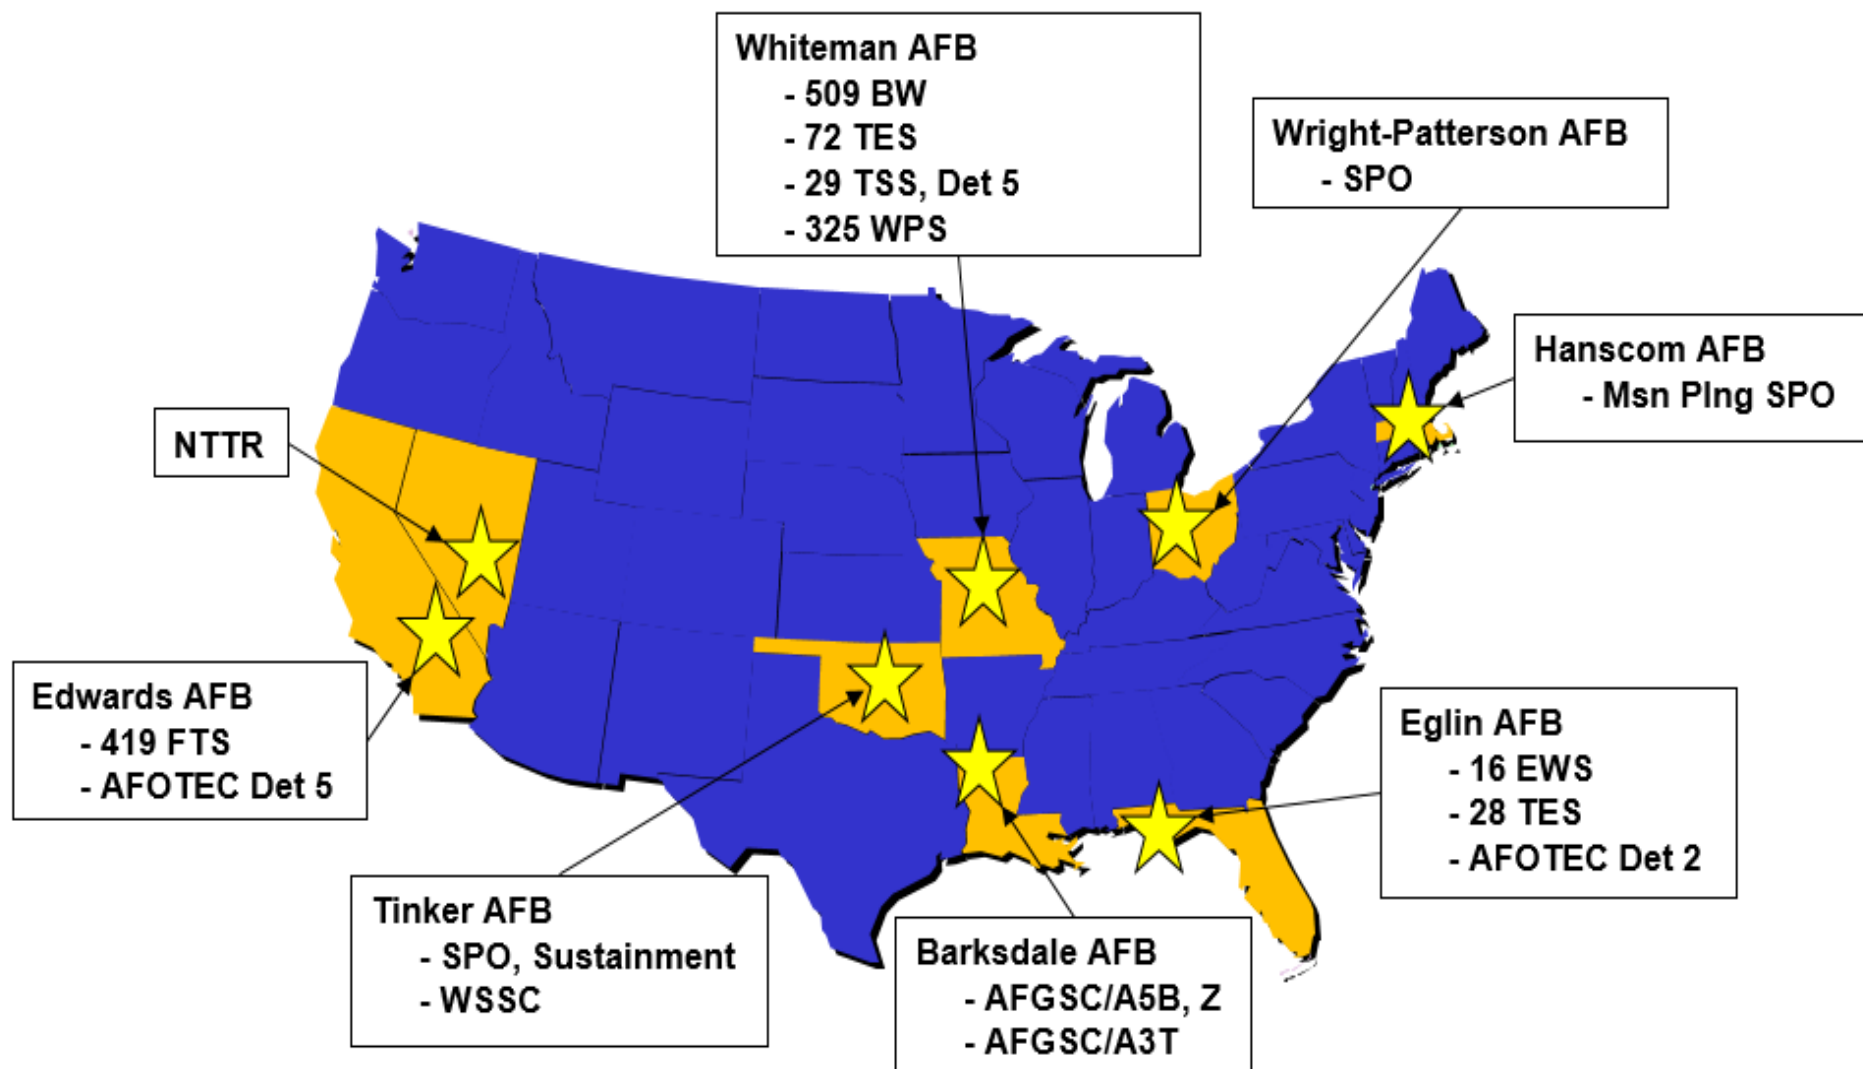 Whiteman AFB
- 509 BW
- 72 TES
- 29 TSS, Det 5
- 325 WPS
Wright-Patterson AFB
- SPO
Hanscom AFB
- Msn Plng SPO
NTTR
Edwards AFB
- 419 FTS
- AFOTEC Det 5
Eglin AFB
- 16 EWS
- 28 TES
- AFOTEC Det 2
Tinker AFB
- SPO, Sustainment
- WSSC
Barksdale AFB
- AFGSC/A5B, Z
- AFGSC/A3T